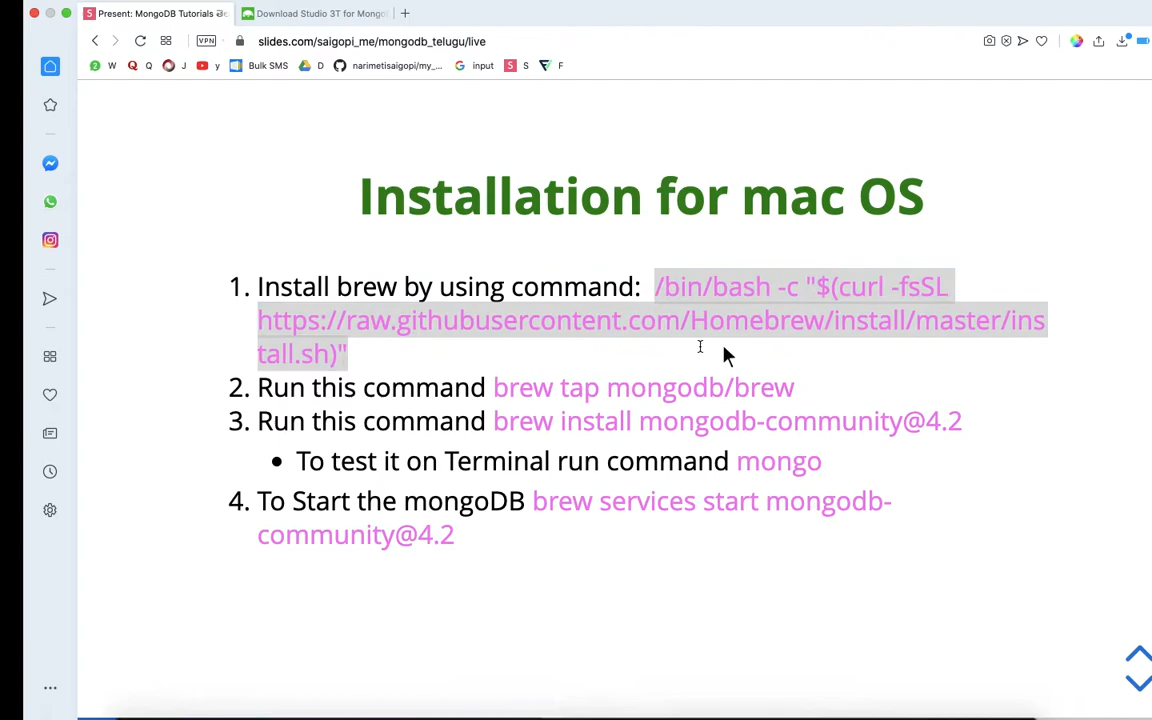 Present: MongoDB Tutorials
Download Studio 3T for Mongo
VPN
slides.com/saigopi_me/mongodb_telugu/live
2 W Q J y Bulk SMS D narimetisaigopi/my_... G input S S F
Installation for mac OS
1. Install brew by using command: /bin/bash -c "$(curl -fsSL
https://raw.githubusercontent.com/Homebrew/install/master/ins
tall.sh)"
2. Run this command brew tap mongodb/brew
3. Run this command brew install mongodb-community@4.2
• To test it on Terminal run command mongo
4. To Start the mongoDB brew services start mongodb-
community@4.2